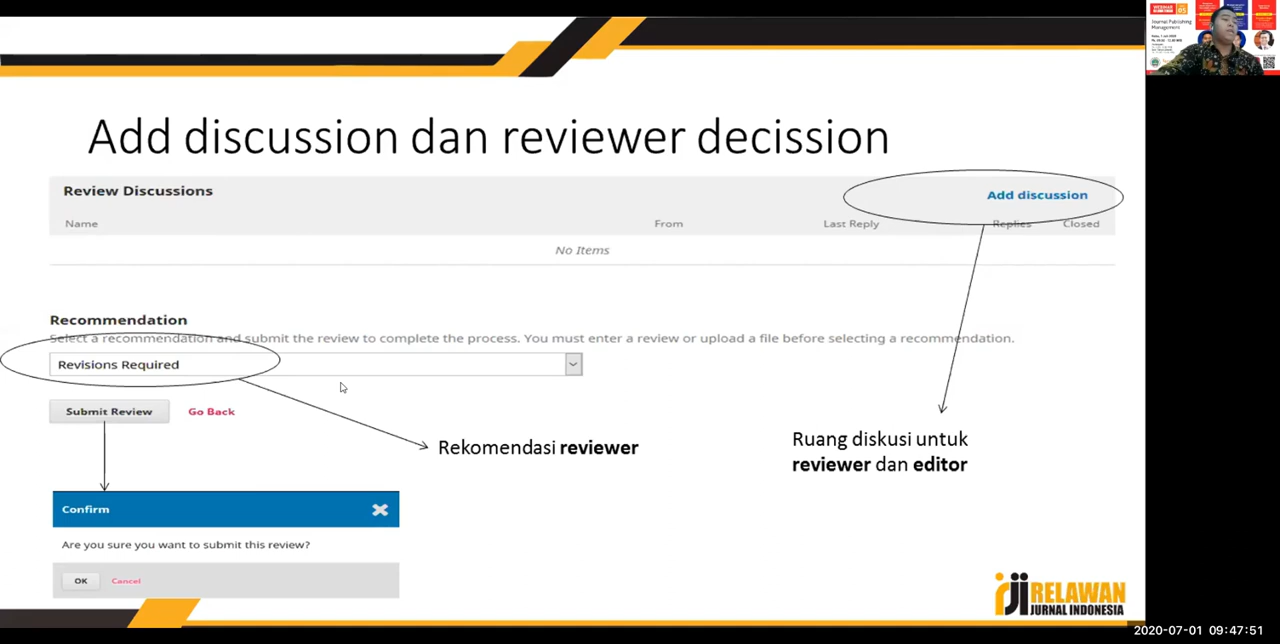 Add discussion dan reviewer decission
Review Discussions
Add discussion
Name From Last Reply Replies Closed
No Items
Recommendation
Select a recommendation and submit the review to complete the process. You must enter a review or upload a file before selecting a recommendation.
Revisions Required
Submit Review Go Back
Rekomendasi reviewer
Ruang diskusi untuk
reviewer dan editor
Confirm
Are you sure you want to submit this review?
OK Cancel
RELAWAN
JURNAL INDONESIA
Journal Publishing
Management
2020-07-01 09:47:51